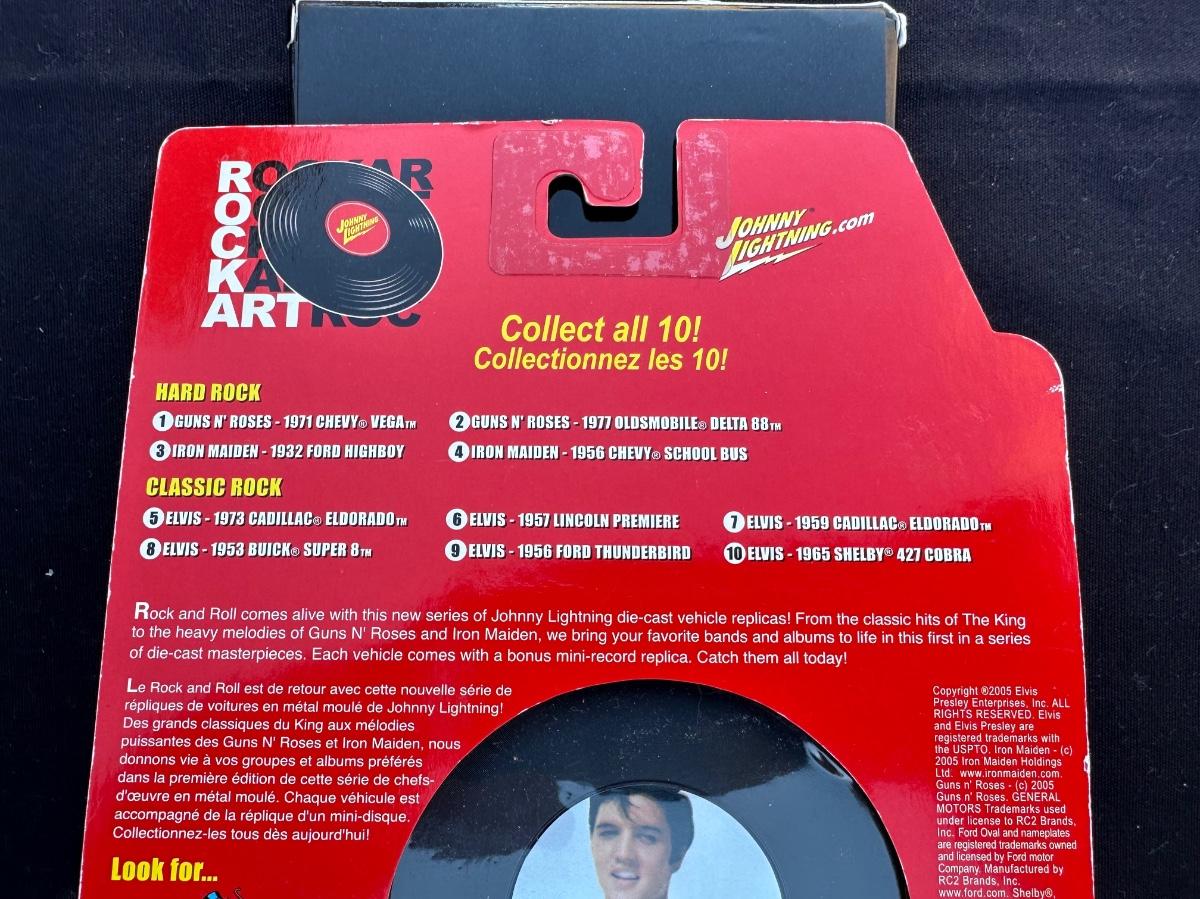 ROCKAR
ROCKART
JOHNNY LIGHTNING
JOHNNY LIGHTNING.com
Collect all 10!
Collectionnez les 10!
HARD ROCK
1 GUNS N' ROSES - 1971 CHEVY® VEGA™
2 GUNS N' ROSES - 1977 OLDSMOBILE® DELTA 88™
3 IRON MAIDEN - 1932 FORD HIGHBOY
4 IRON MAIDEN - 1956 CHEVY® SCHOOL BUS
CLASSIC ROCK
5 ELVIS - 1973 CADILLAC® ELDORADO™
6 ELVIS - 1957 LINCOLN PREMIERE
7 ELVIS - 1959 CADILLAC® ELDORADO™
8 ELVIS - 1953 BUICK® SUPER 8™
9 ELVIS - 1956 FORD THUNDERBIRD
10 ELVIS - 1965 SHELBY® 427 COBRA
Rock and Roll comes alive with this new series of Johnny Lightning die-cast vehicle replicas! From the classic hits of The King
to the heavy melodies of Guns N' Roses and Iron Maiden, we bring your favorite bands and albums to life in this first in a series
of die-cast masterpieces. Each vehicle comes with a bonus mini-record replica. Catch them all today!
Le Rock and Roll est de retour avec cette nouvelle série de
répliques de voitures en métal moulé de Johnny Lightning!
Des grands classiques du King aux mélodies
puissantes des Guns N' Roses et Iron Maiden, nous
donnons vie à vos groupes et albums préférés
dans la première édition de cette série de chefs-
d'œuvre en métal moulé. Chaque véhicule est
accompagné de la réplique d'un mini-disque.
Collectionnez-les tous dès aujourd'hui!
Look for...
Copyright ®2005 Elvis
Presley Enterprises, Inc. ALL
RIGHTS RESERVED. Elvis
and Elvis Presley are
registered trademarks with
the USPTO. Iron Maiden - (c)
2005 Iron Maiden Holdings
Ltd. www.ironmaiden.com.
Guns n' Roses - (c) 2005
Guns n' Roses. GENERAL
MOTORS Trademarks used
under license to RC2 Brands,
Inc. Ford Oval and nameplates
are registered trademarks owned
and licensed by Ford motor
Company. Manufactured by
RC2 Brands, Inc.
www.ford.com. Shelby®,